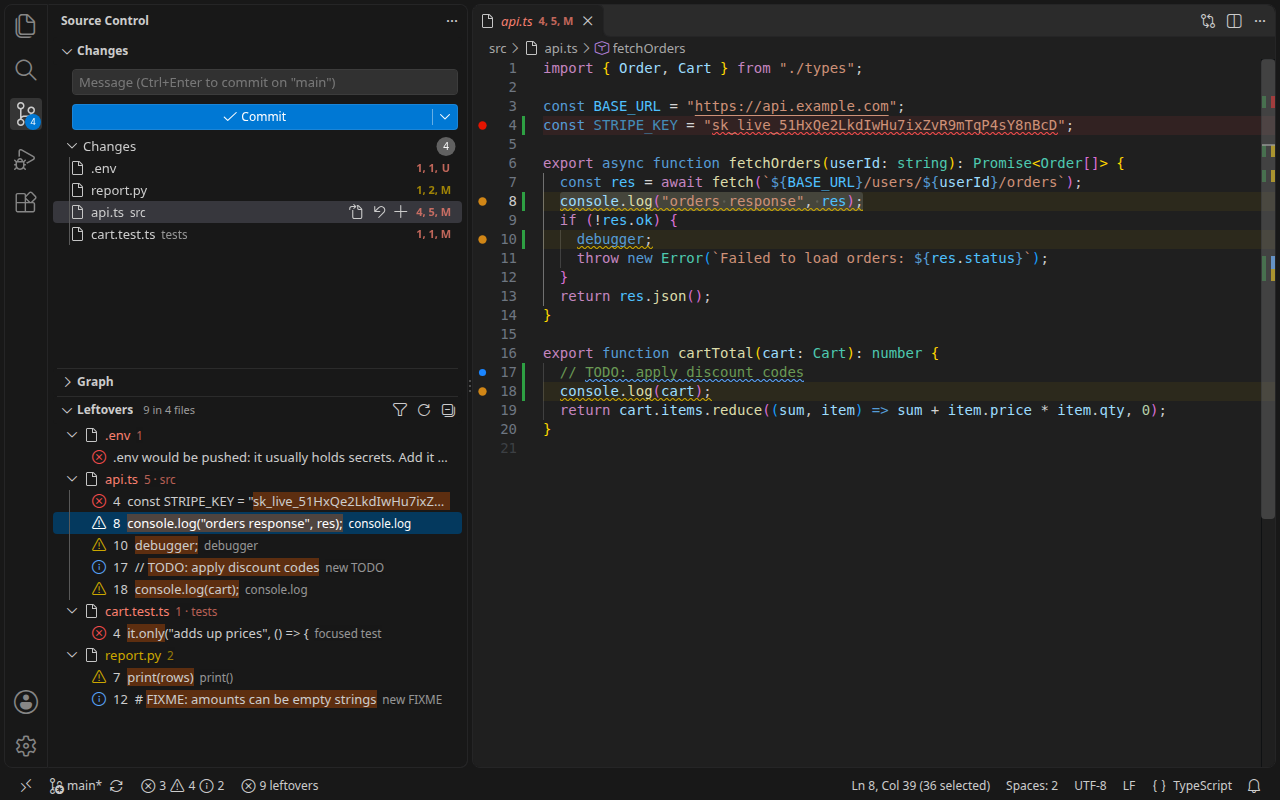 Source Control
Changes
Message (Ctrl+Enter to commit on "main")
Commit
Changes 4
.env 1, 1, U
report.py 1, 2, M
api.ts src 4, 5, M
cart.test.ts tests 1, 1, M
Graph
Leftovers 9 in 4 files
.env 1
.env would be pushed: it usually holds secrets. Add it ...
api.ts 5 · src
4 const STRIPE_KEY = "sk_live_51HxQe2LkdIwHu7ixZ...
8 console.log("orders response", res); console.log
10 debugger; debugger
17 // TODO: apply discount codes new TODO
18 console.log(cart); console.log
cart.test.ts 1 · tests
4 it.only("adds up prices", () => { focused test
report.py 2
7 print(rows) print()
12 # FIXME: amounts can be empty strings new FIXME
api.ts 4, 5, M
src > api.ts > fetchOrders
1 import { Order, Cart } from "./types";
2
3 const BASE_URL = "https://api.example.com";
4 const STRIPE_KEY = "sk_live_51HxQe2LkdIwHu7ixZvR9mTqP4sY8nBcD";
5
6 export async function fetchOrders(userId: string): Promise<Order[]> {
7 const res = await fetch(`${BASE_URL}/users/${userId}/orders`);
8 console.log("orders response", res);
9 if (!res.ok) {
10 debugger;
11 throw new Error(`Failed to load orders: ${res.status}`);
12 }
13 return res.json();
14 }
15
16 export function cartTotal(cart: Cart): number {
17 // TODO: apply discount codes
18 console.log(cart);
19 return cart.items.reduce((sum, item) => sum + item.price * item.qty, 0);
20 }
21
4
main* 3 4 2 9 leftovers Ln 8, Col 39 (36 selected) Spaces: 2 UTF-8 LF { } TypeScript